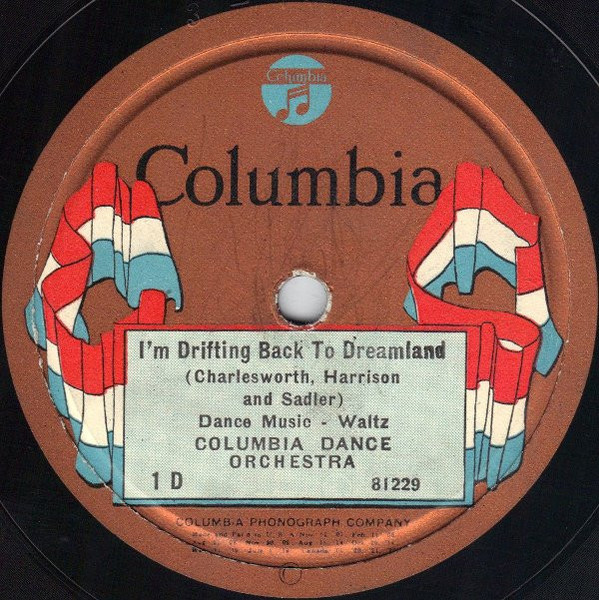 Columbia
Columbia
I'm Drifting Back To Dreamland
(Charlesworth, Harrison
and Sadler)
Dance Music - Waltz
COLUMBIA DANCE
ORCHESTRA
1 D 81229
COLUMBIA PHONOGRAPH COMPANY